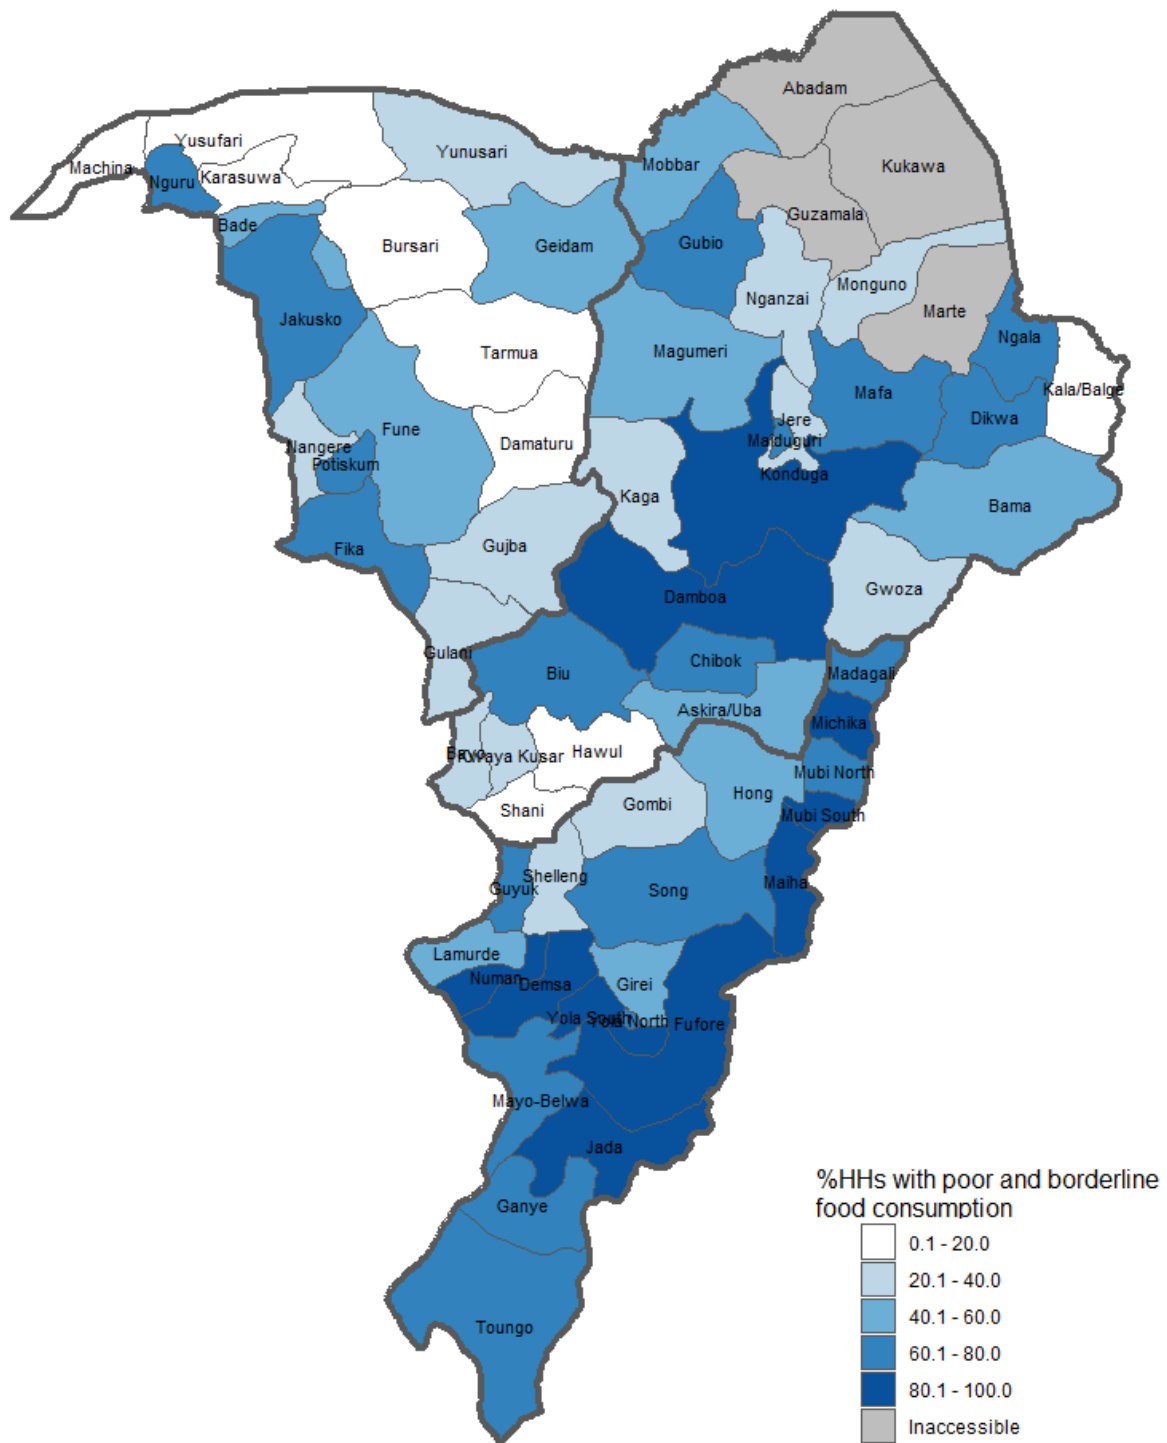 Abadam
Yusufari
Yunusari
Mobbar
Kukawa
Machina
Nguru
Karasuwa
Guzamala
Bade
Bursari
Geidam
Gubio
Nganzai
Monguno
Jakusko
Marte
Ngala
Tarmua
Magumeri
Mafa
Kala/Balge
Jere
Dikwa
Fune
Nangere
Damaturu
Maiduguri
Potiskum
Konduga
Kaga
Bama
Fika
Gujba
Gwoza
Damboa
Gulani
Biu
Chibok
Madagali
Askira/Uba
Michika
Bayo
Kwaya Kusar
Hawul
Mubi North
Hong
Gombi
Shani
Mubi South
Shelleng
Guyuk
Song
Maiha
Lamurde
Numan
Demsa
Girei
Yola South
Yola North
Fufore
Mayo-Belwa
Jada
Ganye
Toungo
%HHs with poor and borderline
food consumption
0.1 - 20.0
20.1 - 40.0
40.1 - 60.0
60.1 - 80.0
80.1 - 100.0
Inaccessible